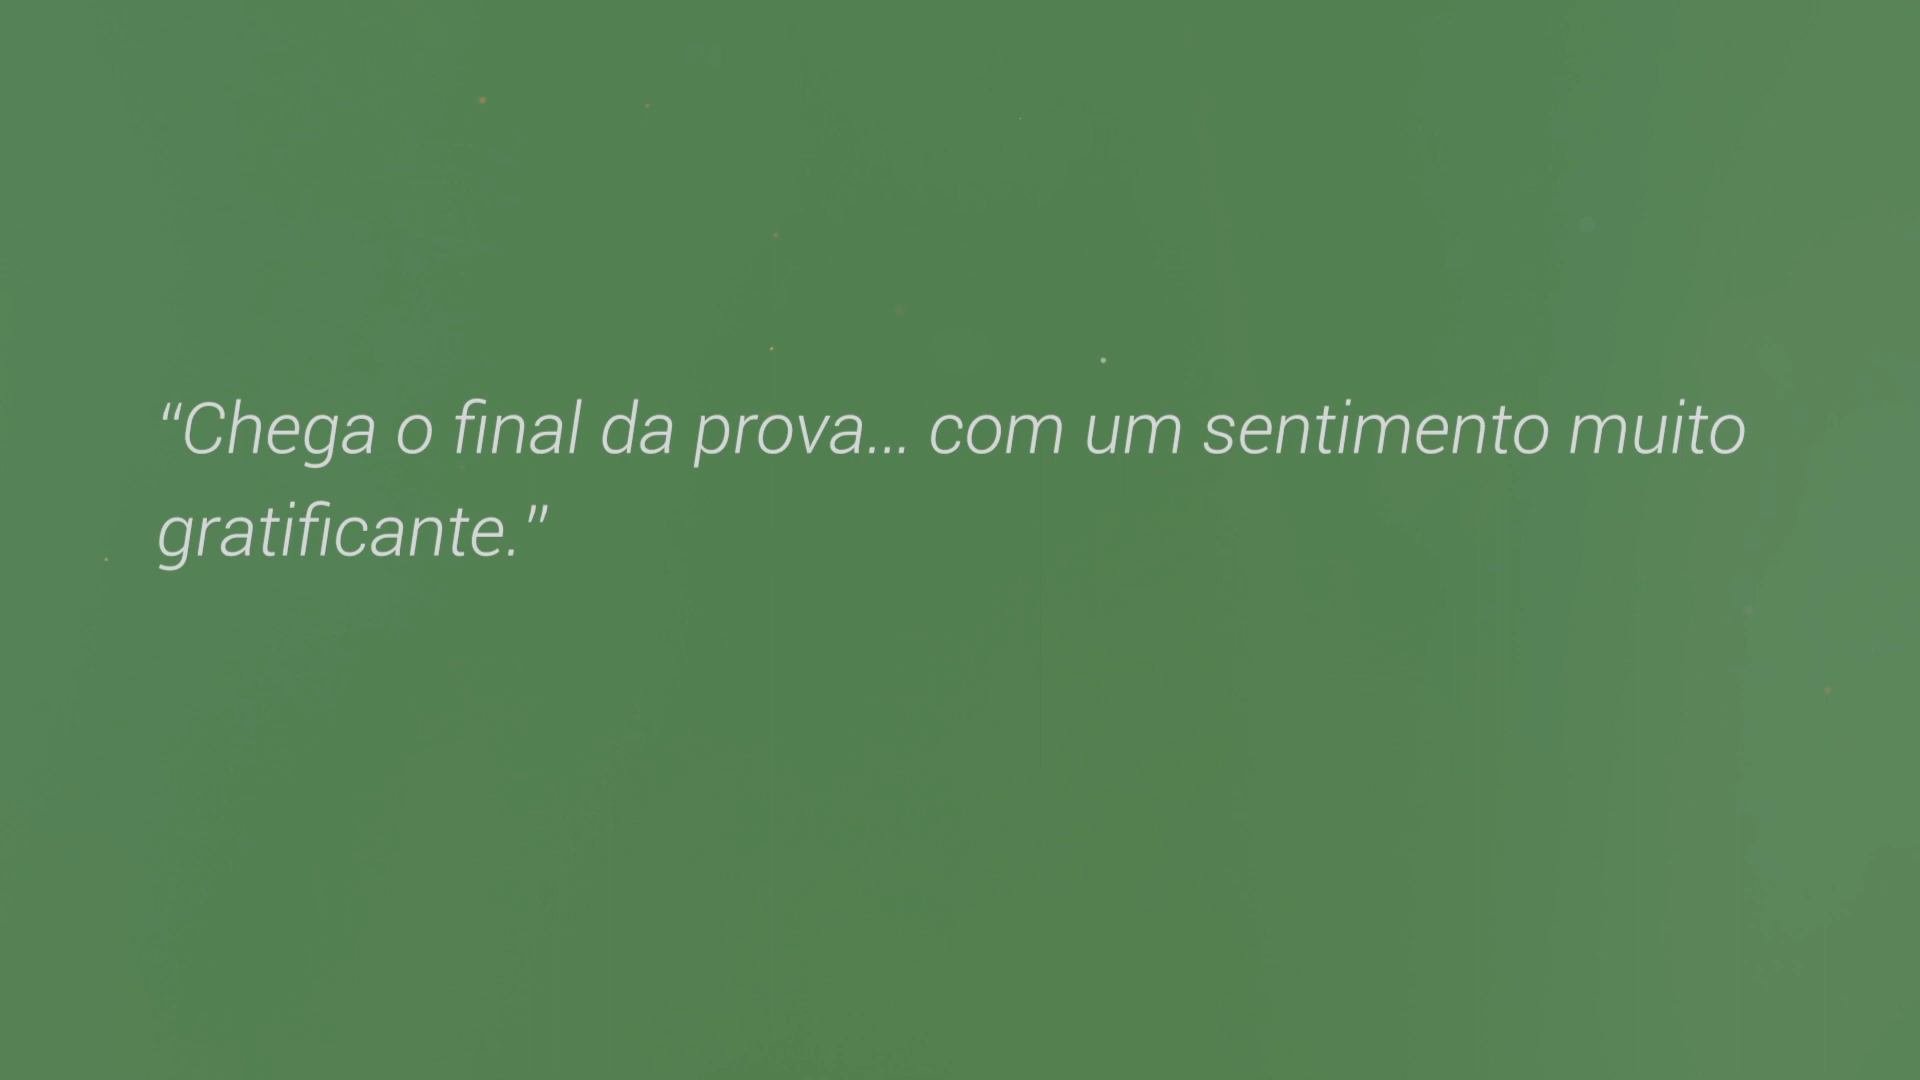 “Chega o final da prova... com um sentimento muito
gratificante.”